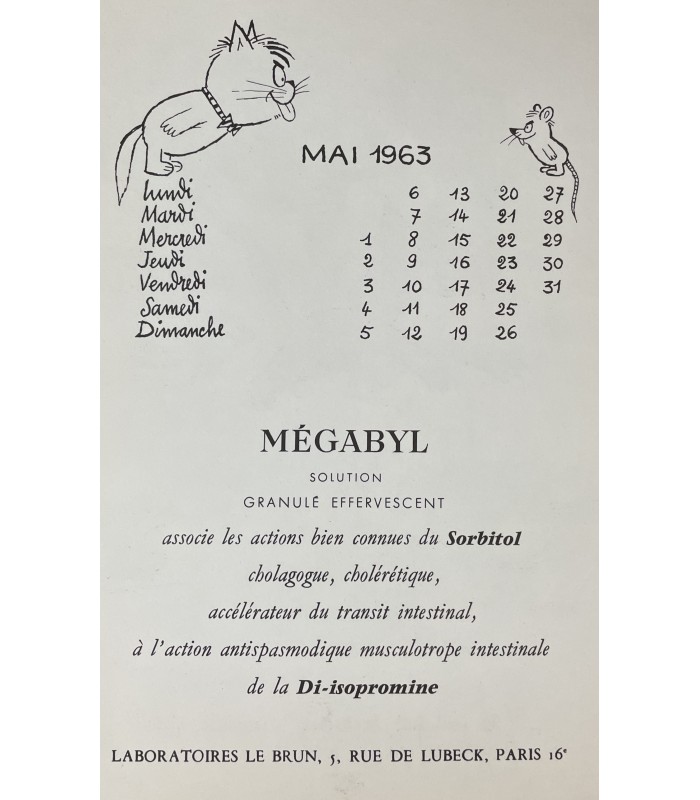 MAI 1963
lundi 6 13 20 27
Mardi 7 14 21 28
Mercredi 1 8 15 22 29
Jeudi 2 9 16 23 30
Vendredi 3 10 17 24 31
Samedi 4 11 18 25
Dimanche 5 12 19 26
MÉGABYL
SOLUTION
GRANULÉ EFFERVESCENT
associe les actions bien connues du Sorbitol
cholagogue, cholérétique,
accélérateur du transit intestinal,
à l'action antispasmodique musculotrope intestinale
de la Di-isopromine
LABORATOIRES LE BRUN, 5, RUE DE LUBECK, PARIS 16e